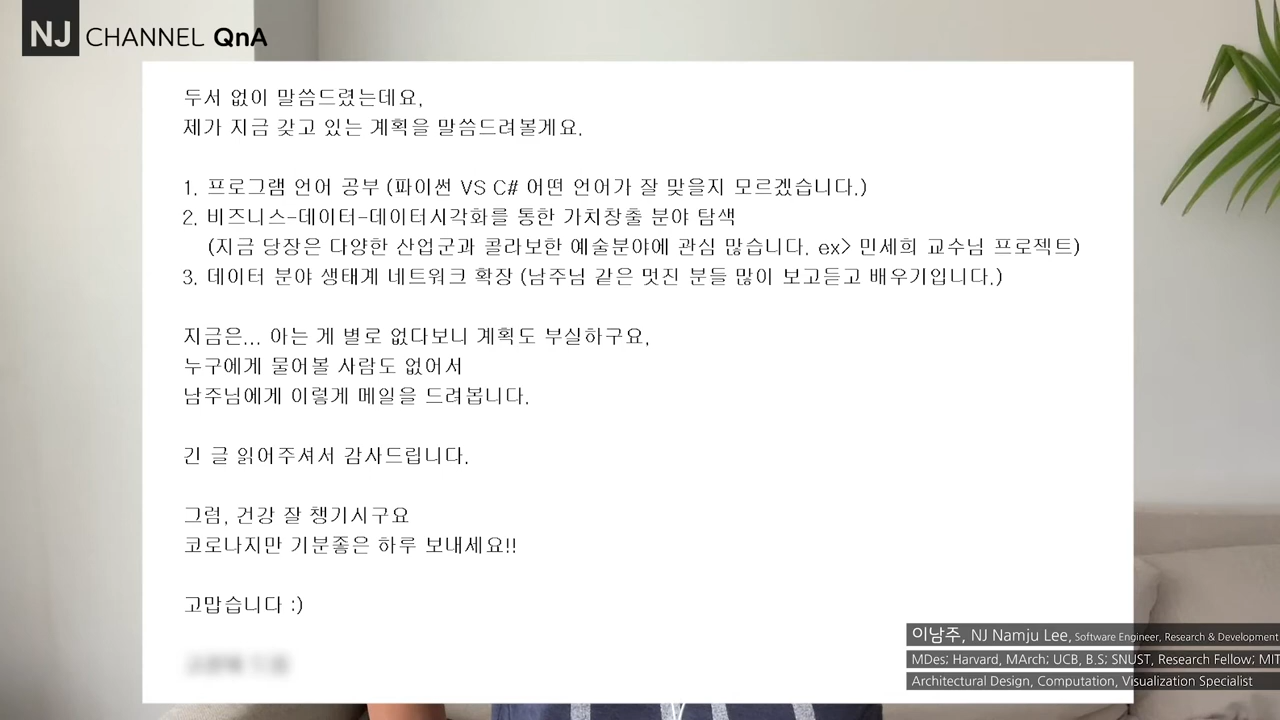 NJ CHANNEL QnA
두서 없이 말씀드렸는데요,
제가 지금 갖고 있는 계획을 말씀드려볼게요.
1. 프로그램 언어 공부 (파이썬 VS C# 어떤 언어가 잘 맞을지 모르겠습니다.)
2. 비즈니스-데이터-데이터시각화를 통한 가치창출 분야 탐색
(지금 당장은 다양한 산업군과 콜라보한 예술분야에 관심 많습니다. ex> 민세희 교수님 프로젝트)
3. 데이터 분야 생태계 네트워크 확장 (남주님 같은 멋진 분들 많이 보고듣고 배우기입니다.)
지금은... 아는 게 별로 없다보니 계획도 부실하구요,
누구에게 물어볼 사람도 없어서
남주님에게 이렇게 메일을 드려봅니다.
긴 글 읽어주셔서 감사드립니다.
그럼, 건강 잘 챙기시구요
코로나지만 기분좋은 하루 보내세요!!
고맙습니다 :)
이남주, NJ Namju Lee, Software Engineer, Research & Development
MDes; Harvard, MArch; UCB, B.S; SNUST, Research Fellow; MIT
Architectural Design, Computation, Visualization Specialist